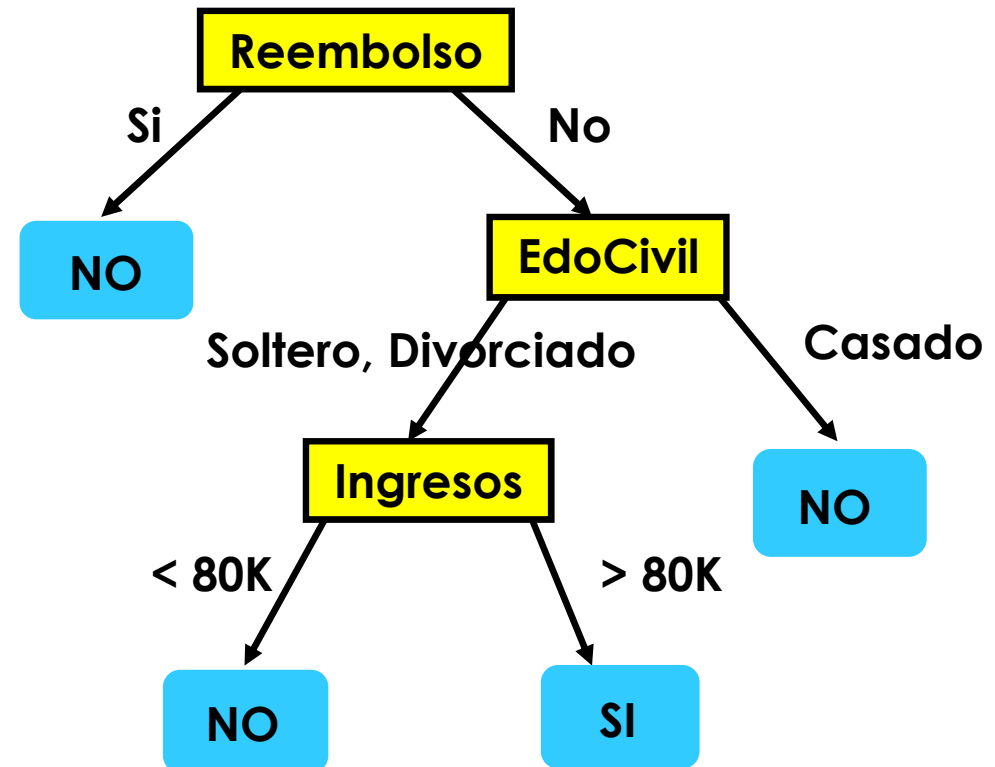 Reembolso
Si
No
EdoCivil
NO
Soltero, Divorciado
Casado
Ingresos
NO
< 80K
> 80K
NO
SI